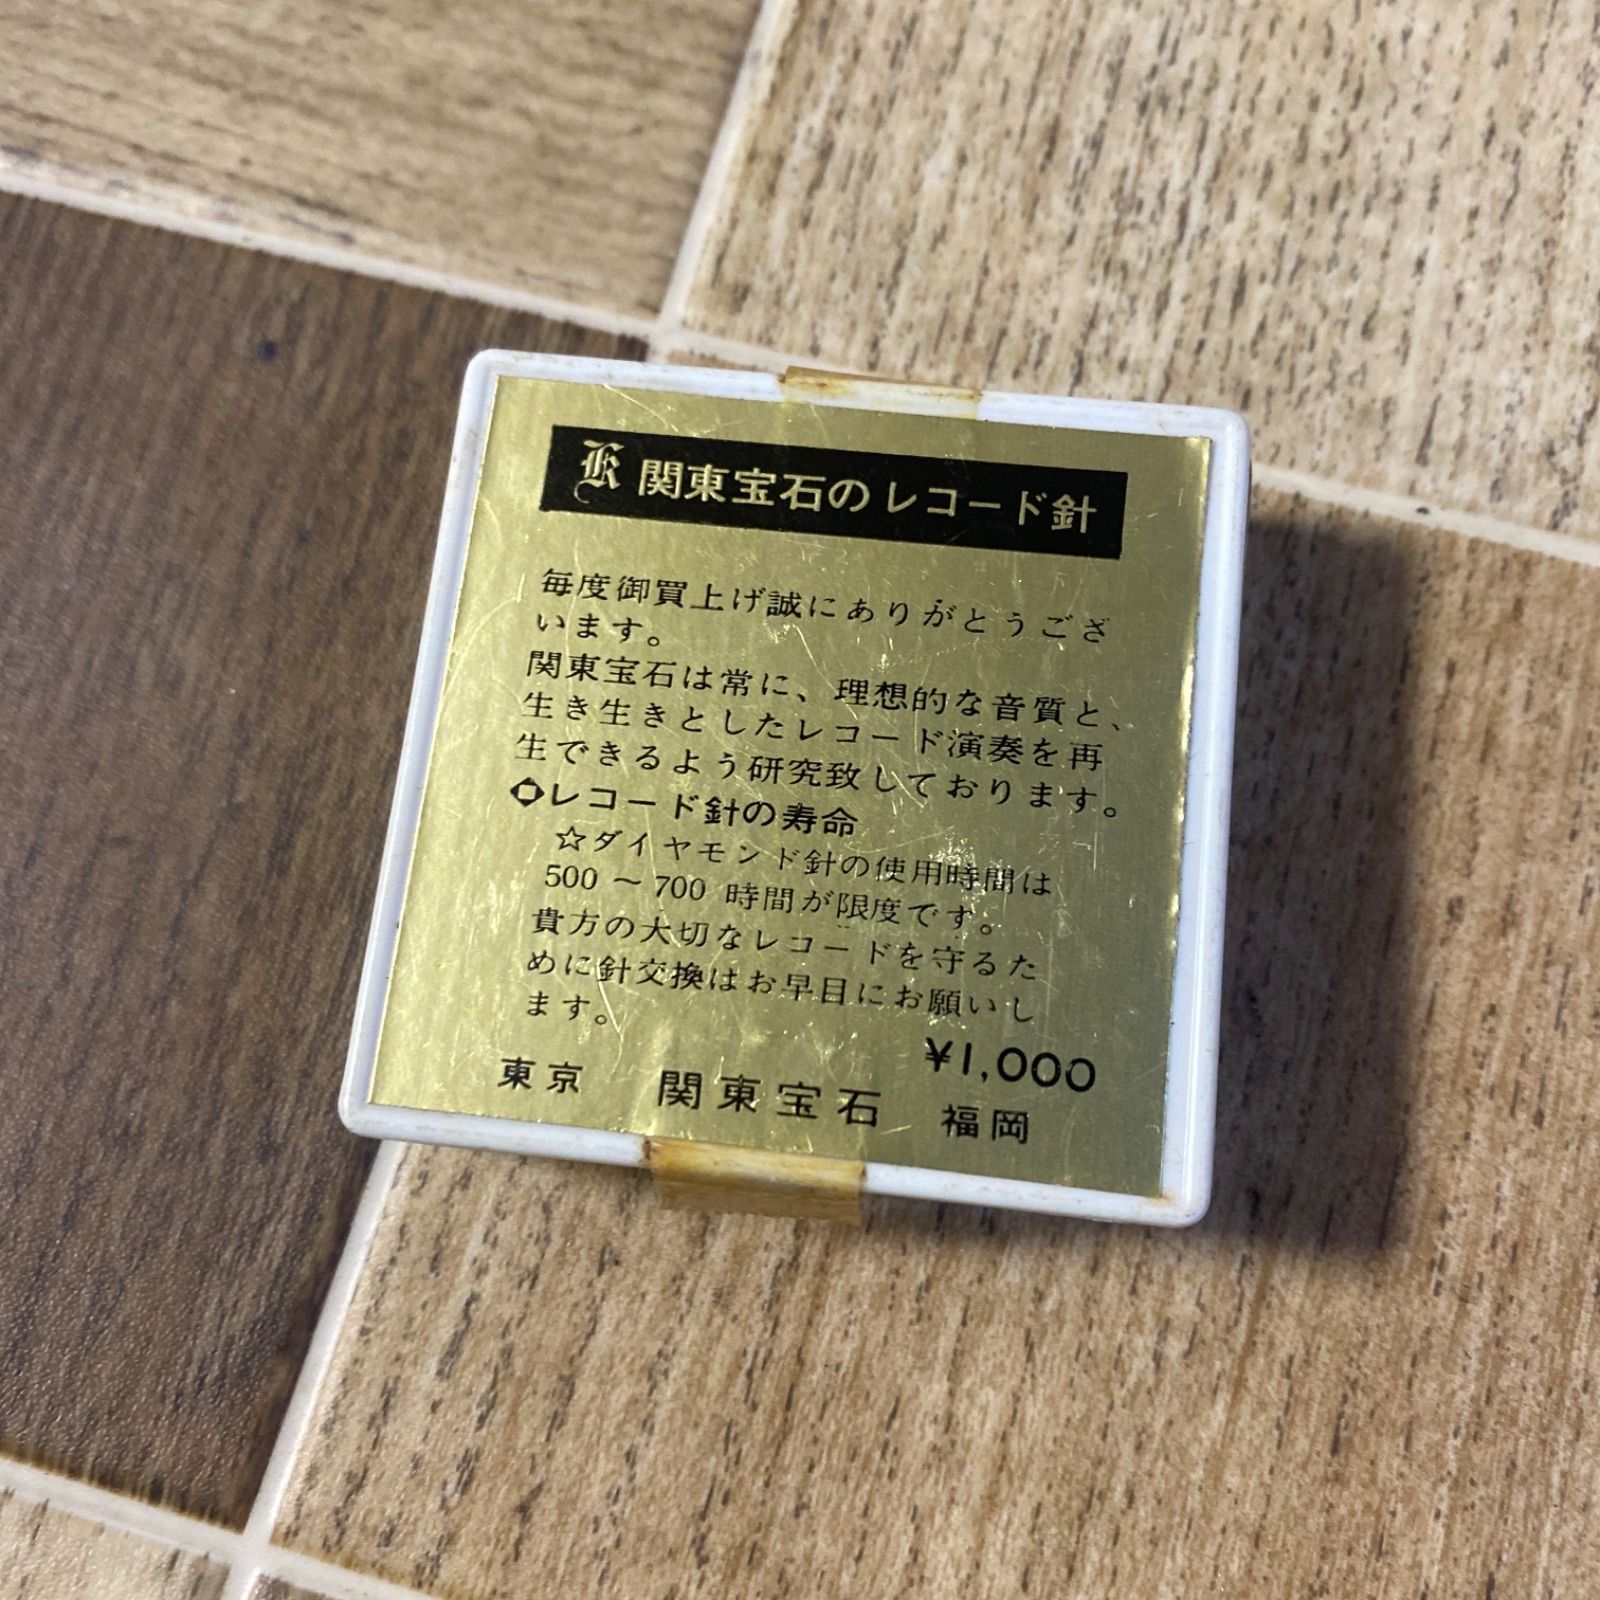 K 関東宝石のレコード針
毎度御買上げ誠にありがとうござ
います。
関東宝石は常に、理想的な音質と、
生き生きとしたレコード演奏を再
生できるよう研究致しております。
◇レコード針の寿命
☆ダイヤモンド針の使用時間は
500～700 時間が限度です。
貴方の大切なレコードを守るた
めに針交換はお早目にお願いし
ます。
¥1,000
東京 関東宝石 福岡